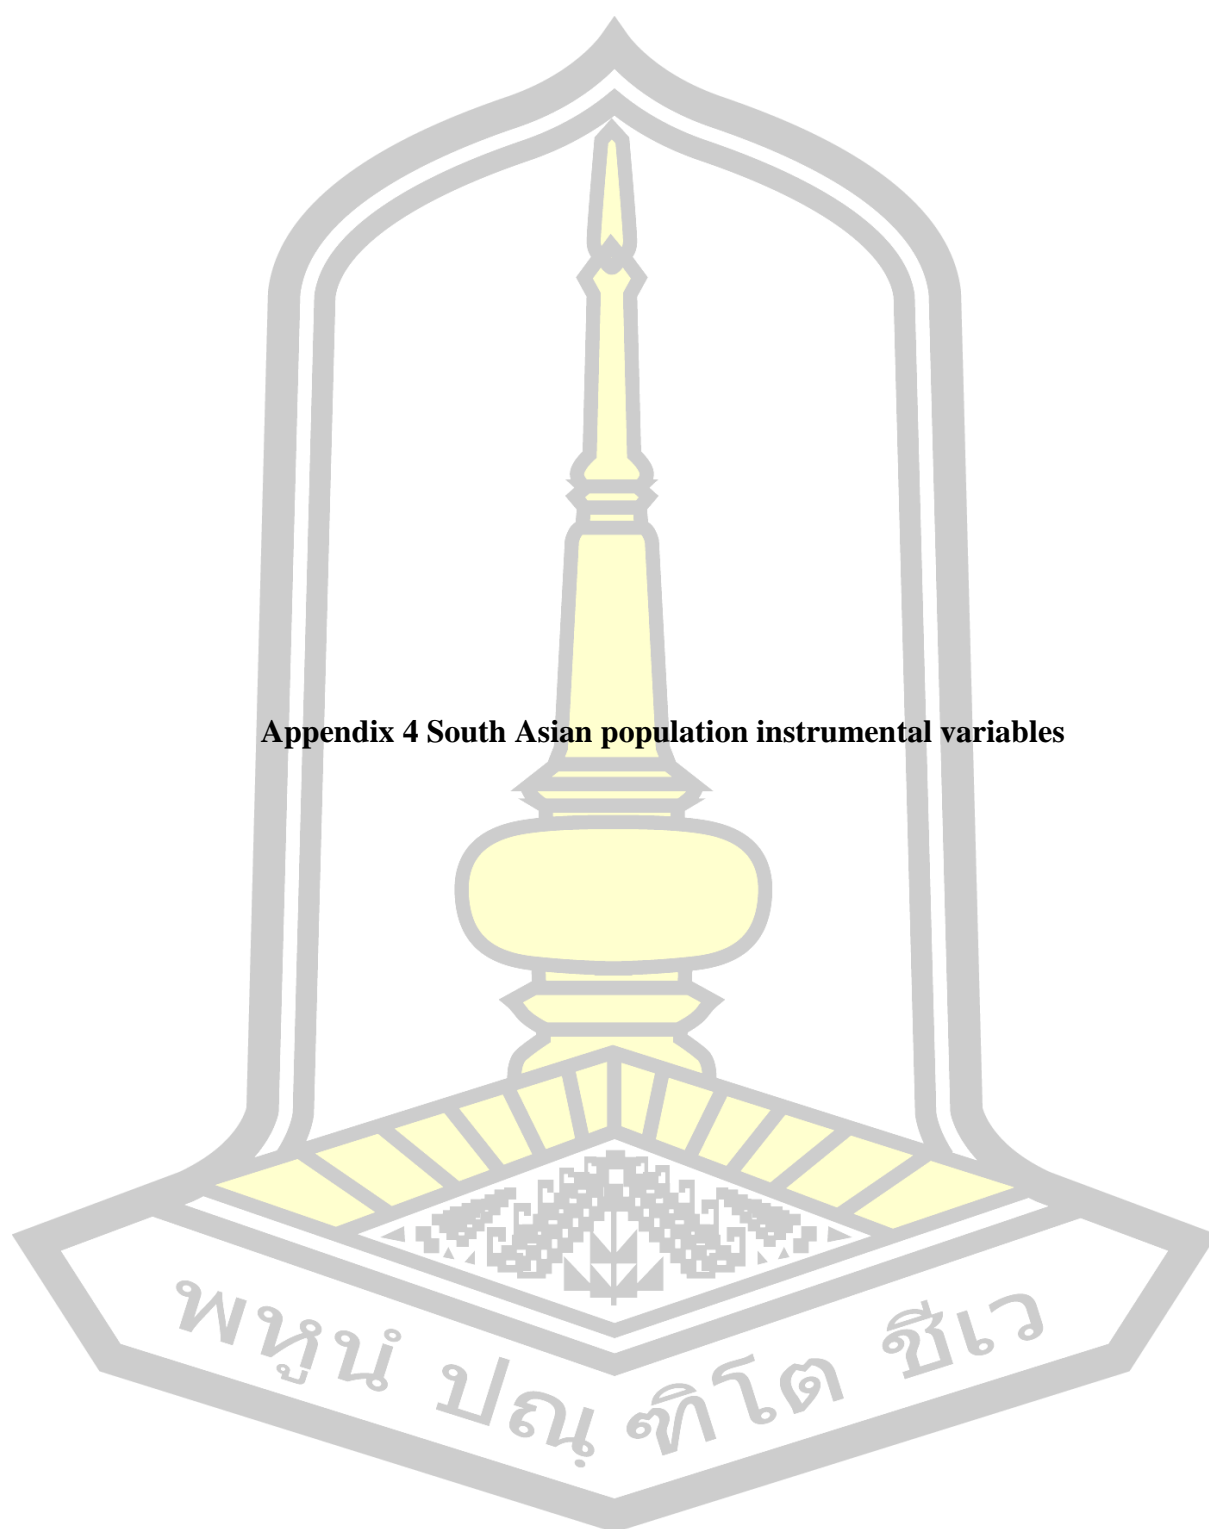 Appendix 4 South Asian population instrumental variables
พหูนํ ปณฺฑิโต ชีเว